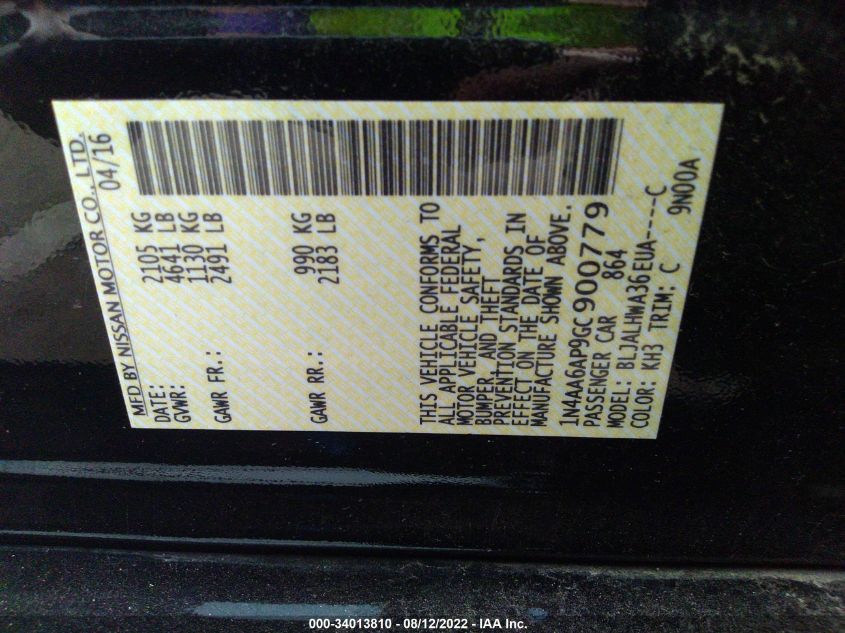 MFD BY NISSAN MOTOR CO., LTD.
DATE: 04/16
GVWR: 2105 KG
4641 LB
GAWR FR.: 1130 KG
2491 LB
GAWR RR.: 990 KG
2183 LB
THIS VEHICLE CONFORMS TO
ALL APPLICABLE FEDERAL
MOTOR VEHICLE SAFETY,
BUMPER, AND THEFT
PREVENTION STANDARDS IN
EFFECT ON THE DATE OF
MANUFACTURE SHOWN ABOVE.
1N4AA6AP9GC900779
PASSENGER CAR 864
MODEL: BLJALHWA36EUA-----C
COLOR: KH3 TRIM: C 9N00A
000-34013810 - 08/12/2022 - IAA Inc.